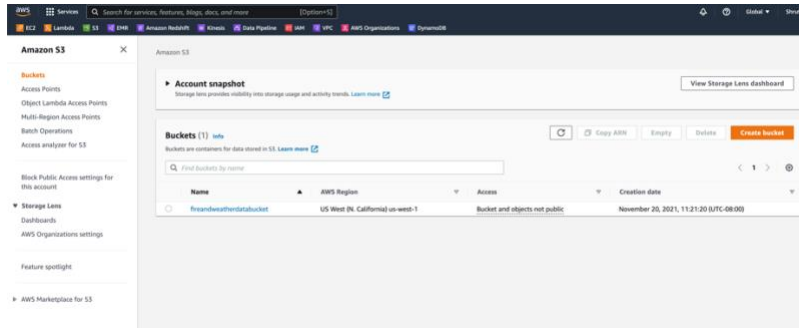 aws
Services
Search for services, features, blogs, docs, and more
[Option+S]
Global
EC2
Lambda
S3
EMR
Amazon Redshift
Kinesis
Data Pipeline
IAM
VPC
AWS Organizations
DynamoDB
Amazon S3
Buckets
Access Points
Object Lambda Access Points
Multi-Region Access Points
Batch Operations
Access analyzer for S3
Block Public Access settings for
this account
Storage Lens
Dashboards
AWS Organizations settings
Feature spotlight
AWS Marketplace for S3
Amazon S3
Account snapshot
Storage lens provides visibility into storage usage and activity trends. Learn more
View Storage Lens dashboard
Buckets (1) Info
Buckets are containers for data stored in S3. Learn more
Copy ARN
Empty
Delete
Create bucket
Find buckets by name
1
Name
AWS Region
Access
Creation date
fireandweatherdatabucket
US West (N. California) us-west-1
Bucket and objects not public
November 20, 2021, 11:21:20 (UTC-08:00)